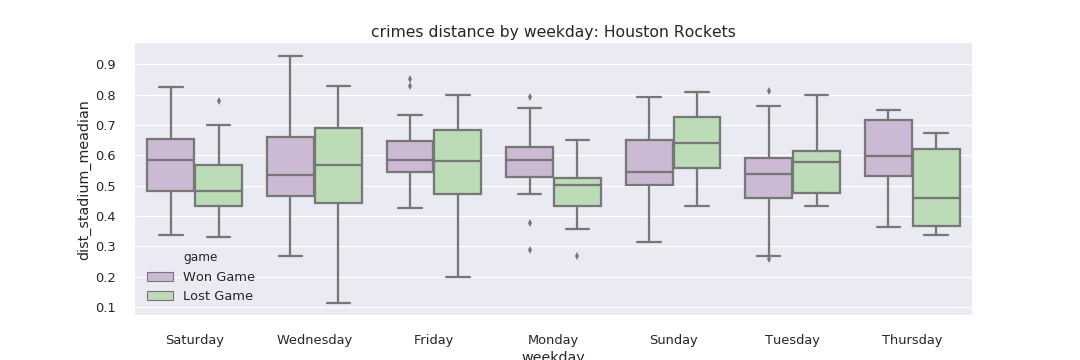 crimes distance by weekday: Houston Rockets
dist_stadium_meadian
0.9
0.8
0.7
0.6
0.5
0.4
0.3
0.2
0.1
game
Won Game
Lost Game
Saturday Wednesday Friday Monday Sunday Tuesday Thursday
weekday